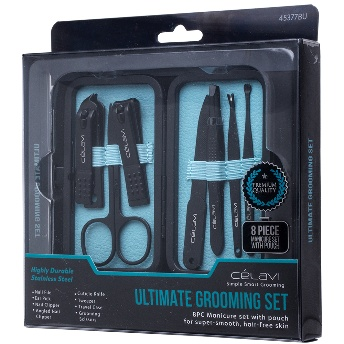 45377BU
PREMIUM
QUALITY
8 PIECE
MANICURE SET
WITH POUCH
ULTIMATE GROOMING SET
ULTIMATE GROOMING SET
CÉLAVI
CÉLAVI
CÉLAVI
CÉLAVI
CÉLAVI
Simple Smart Grooming
Highly Durable
Stainless Steel
• Nail File
• Ear Pick
• Nail Clipper
• Angled Nail
Clipper
• Cuticle Knife
• Tweezer
• Travel Case
• Grooming
Scissors
ULTIMATE GROOMING SET
8PC Manicure set with pouch
for super-smooth, hair-free skin